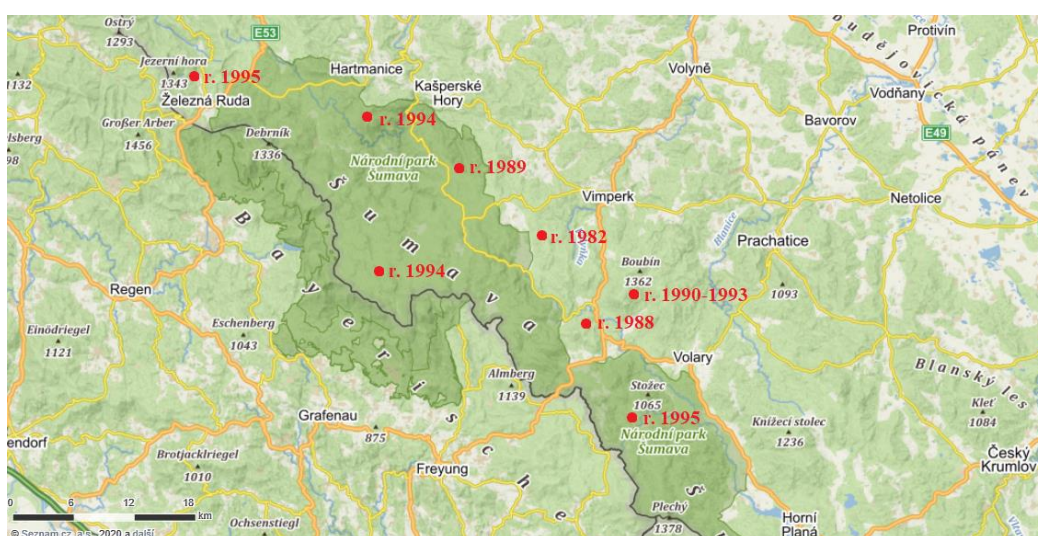 Ostrý
1293
E53
Protivín
Budějovická pánev
Jezerní hora
1343
r. 1995
Hartmanice
Volyně
1132
Železná Ruda
Kašperské
Hory
Vodňany
Großer Arber
1456
r. 1994
Bavorov
E49
98
Debrník
1336
Národní park
Šumava
r. 1989
Šumava
Vimperk
Netolice
Bayerische
r. 1982
Blanice
Prachatice
r. 1994
Boubín
1362
Regen
r. 1990-1993
1093
Einödriegel
1121
Eschenberg
1043
r. 1988
Volary
Blanský les
Almberg
1139
Stožec
1065
Kleť
1084
Grafenau
875
r. 1995
Národní park
Šumava
Knížecí stolec
1236
endorf
Brotjacklriegel
1010
Freyung
Český
Krumlov
0 6 12 18 km
Plechý
1378
Š
Horní
Planá
Ochsenstiegl
© Seznam.cz, a.s., 2020 a další